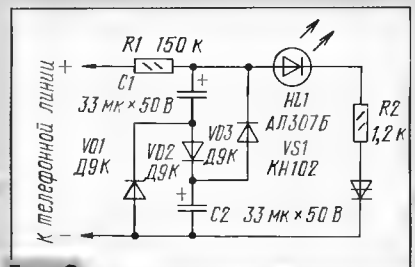 R1 150 к
+
C1
+
33 мк × 50 В
HL1
АЛ307Б
R2
1,2 к
VD1
Д9К
VD2
Д9К
VD3
Д9К
VS1
КН102
+
C2 33 мк × 50 В
К телефонной линии
−